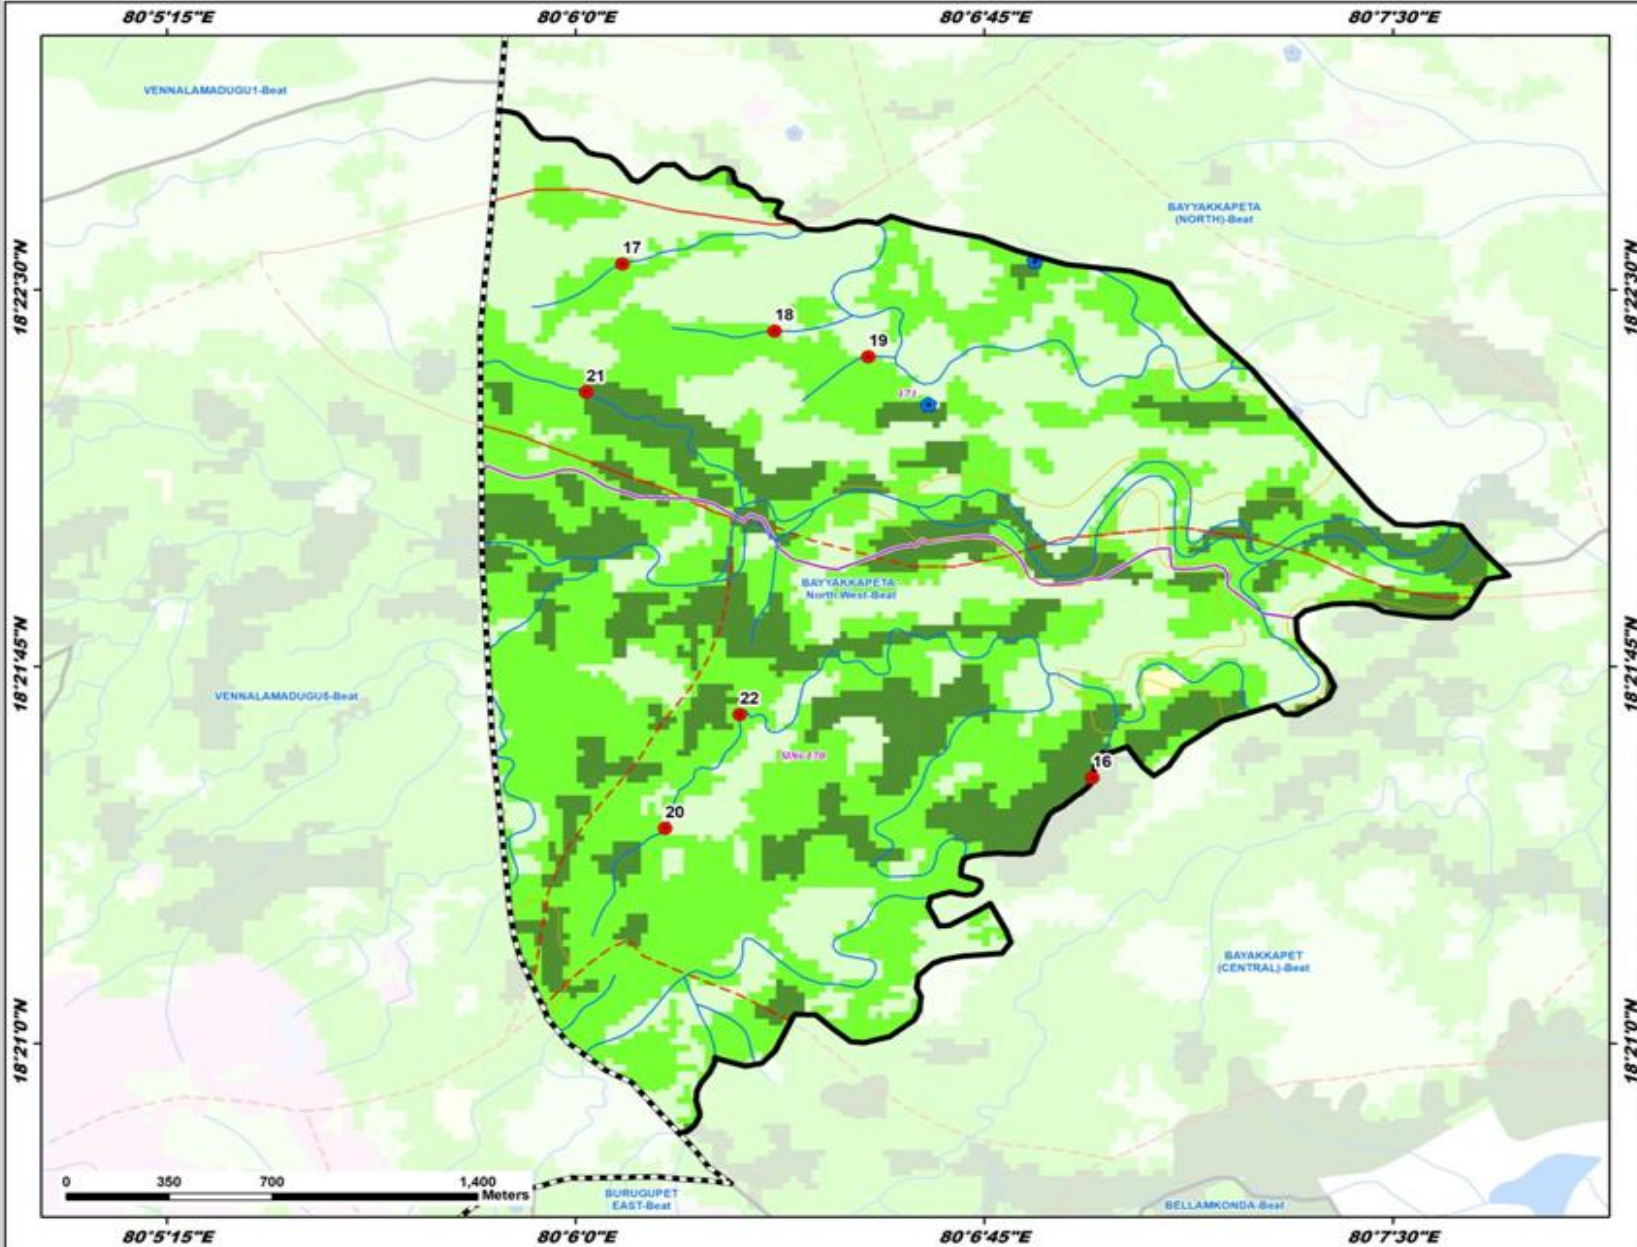 80°5'15"E 80°6'0"E 80°6'45"E 80°7'30"E
VENNALAMADUGU1-Beat
BAYYAKKAPETA
(NORTH)-Beat
17
18°22'30"N 18°22'30"N
18
19
21
171
BAYYAKKAPETA
North West-Beat
18°21'45"N 18°21'45"N
VENNALAMADUGU5-Beat
22
16
20
BAYAKKAPET
(CENTRAL)-Beat
18°21'0"N 18°21'0"N
0 350 700 1,400
Meters
BURUGUPET
EAST-Beat
BELLAMKONDA-Beat
80°5'15"E 80°6'0"E 80°6'45"E 80°7'30"E